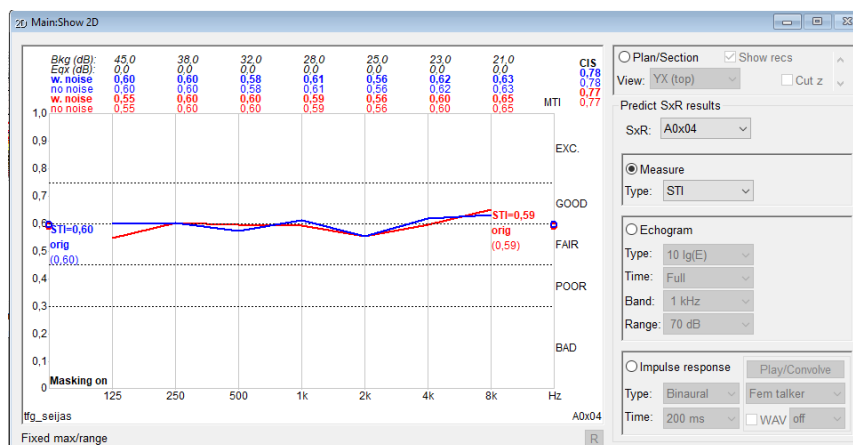 2D Main:Show 2D
Bkg (dB): 45,0 38,0 32,0 28,0 25,0 23,0 21,0
Eqx (dB): 0,0 0,0 0,0 0,0 0,0 0,0 0,0 CIS
w. noise 0,60 0,60 0,58 0,61 0,56 0,62 0,63 0,78
no noise 0,60 0,60 0,58 0,61 0,56 0,62 0,63 0,78
w. noise 0,55 0,60 0,60 0,59 0,56 0,60 0,65 0,77
no noise 0,55 0,60 0,60 0,59 0,56 0,60 0,65 MTI 0,77
1,0
0,9
0,8
0,7
0,6
0,5
0,4
0,3
0,2
0,1
0
EXC.
GOOD
FAIR
POOR
BAD
STI=0,60
orig
(0,60)
STI=0,59
orig
(0,59)
Masking on
125 250 500 1k 2k 4k 8k Hz
tfg_seijas A0x04
Fixed max/range R
Plan/Section Show recs
View: YX (top) Cut z
Predict SxR results
SxR: A0x04
Measure
Type: STI
Echogram
Type: 10 lg(E)
Time: Full
Band: 1 kHz
Range: 70 dB
Impulse response Play/Convolve
Type: Binaural Fem talker
Time: 200 ms WAV off